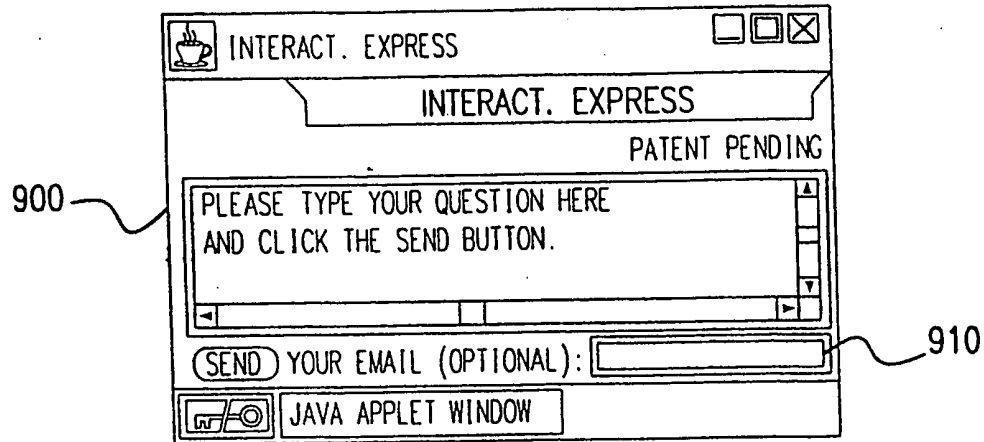 INTERACT. EXPRESS
INTERACT. EXPRESS
PATENT PENDING
900
PLEASE TYPE YOUR QUESTION HERE
AND CLICK THE SEND BUTTON.
SEND YOUR EMAIL (OPTIONAL):
910
JAVA APPLET WINDOW